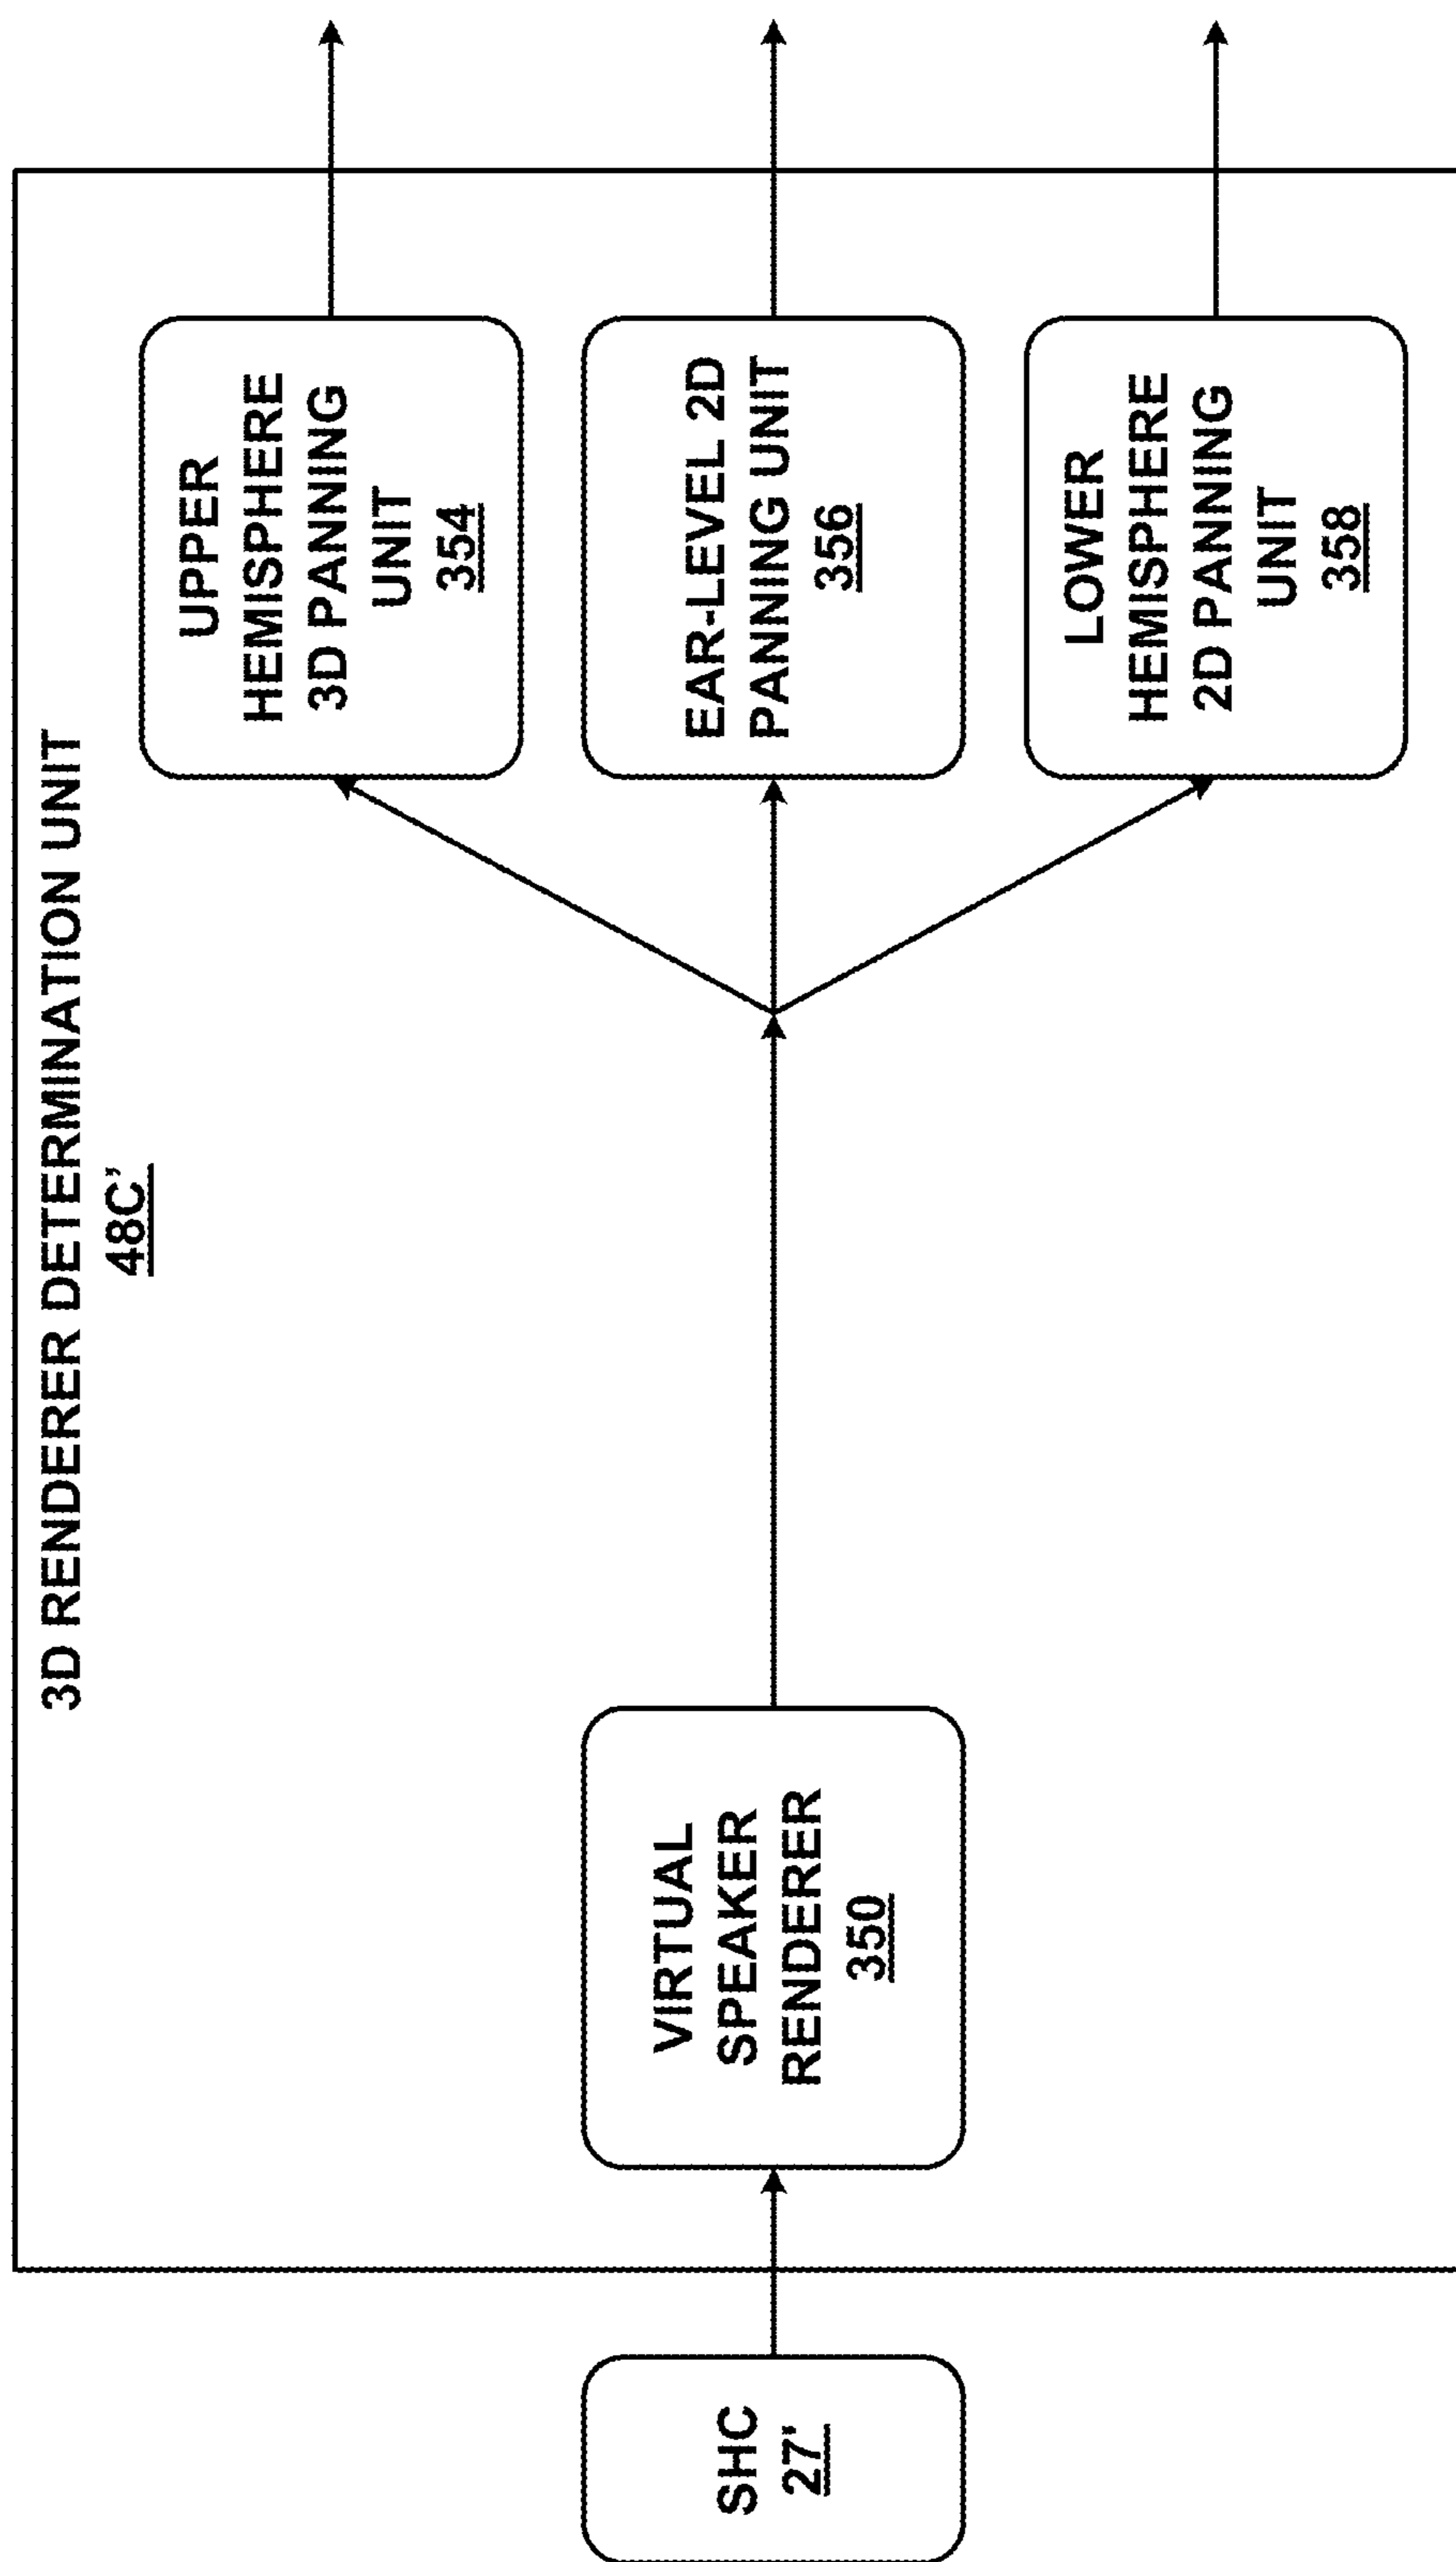 3D RENDERER DETERMINATION UNIT
48C’
SHC
27'
VIRTUAL
SPEAKER
RENDERER
350
UPPER
HEMISPHERE
3D PANNING
UNIT
354
EAR-LEVEL 2D
PANNING UNIT
356
LOWER
HEMISPHERE
2D PANNING
UNIT
358